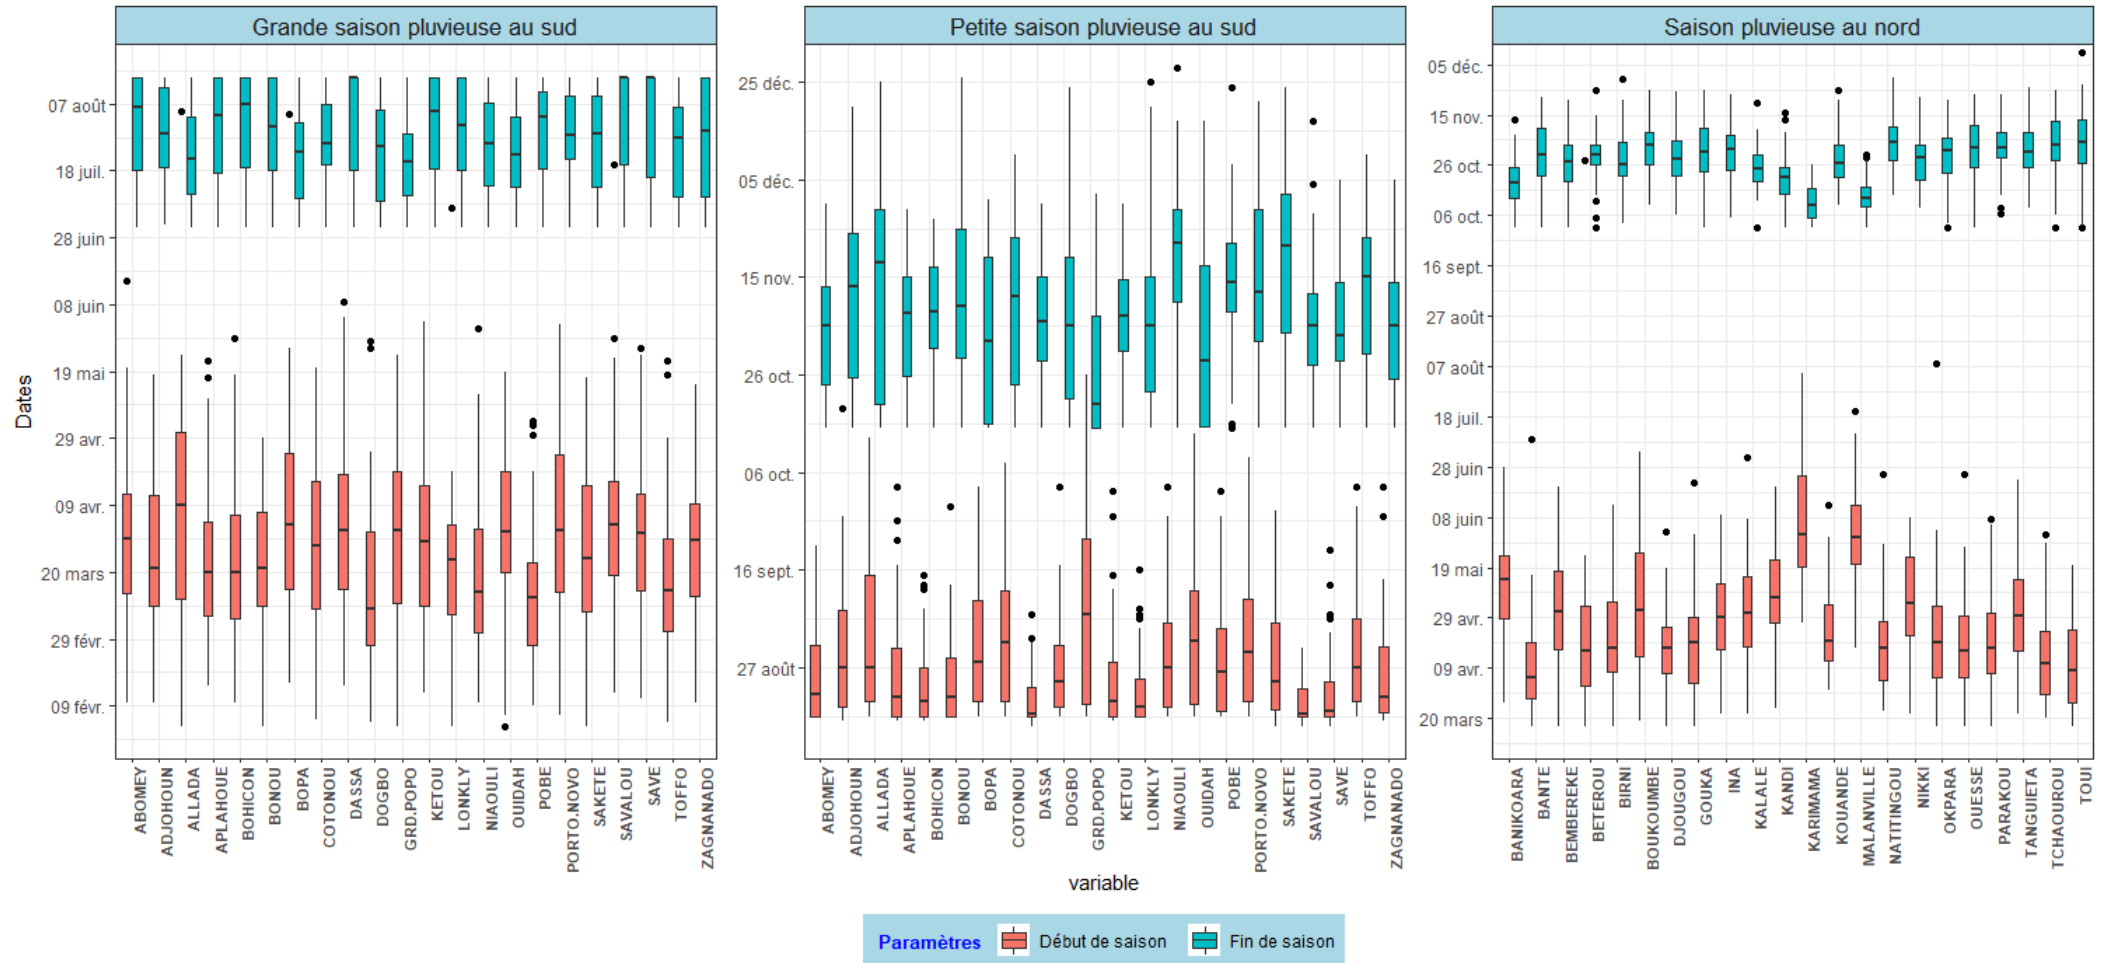 Grande saison pluvieuse au sud
Petite saison pluvieuse au sud
Saison pluvieuse au nord
Dates
07 août
18 juil.
28 juin
08 juin
19 mai
29 avr.
09 avr.
20 mars
29 févr.
09 févr.
25 déc.
05 déc.
15 nov.
26 oct.
06 oct.
16 sept.
27 août
05 déc.
15 nov.
26 oct.
06 oct.
16 sept.
27 août
07 août
18 juil.
28 juin
08 juin
19 mai
29 avr.
09 avr.
20 mars
ABOMEY
ADJOHOUN
ALLADA
APLAHOUE
BOHICON
BONOU
BOPA
COTONOU
DASSA
DOGBO
GRD.POPO
KETOU
LONKLY
NIAOULI
OUIDAH
POBE
PORTO.NOVO
SAKETE
SAVALOU
SAVE
TOFFO
ZAGNANADO
ABOMEY
ADJOHOUN
ALLADA
APLAHOUE
BOHICON
BONOU
BOPA
COTONOU
DASSA
DOGBO
GRD.POPO
KETOU
LONKLY
NIAOULI
OUIDAH
POBE
PORTO.NOVO
SAKETE
SAVALOU
SAVE
TOFFO
ZAGNANADO
BANIKOARA
BANTE
BEMBEREKE
BETEROU
BIRNI
BOUKOUMBE
DJOUGOU
GOUKA
INA
KALALE
KANDI
KARIMAMA
KOUANDE
MALANVILLE
NATITINGOU
NIKKI
OKPARA
OUESSE
PARAKOU
TANGUIETA
TCHAOUROU
TOUI
variable
Paramètres
Début de saison
Fin de saison